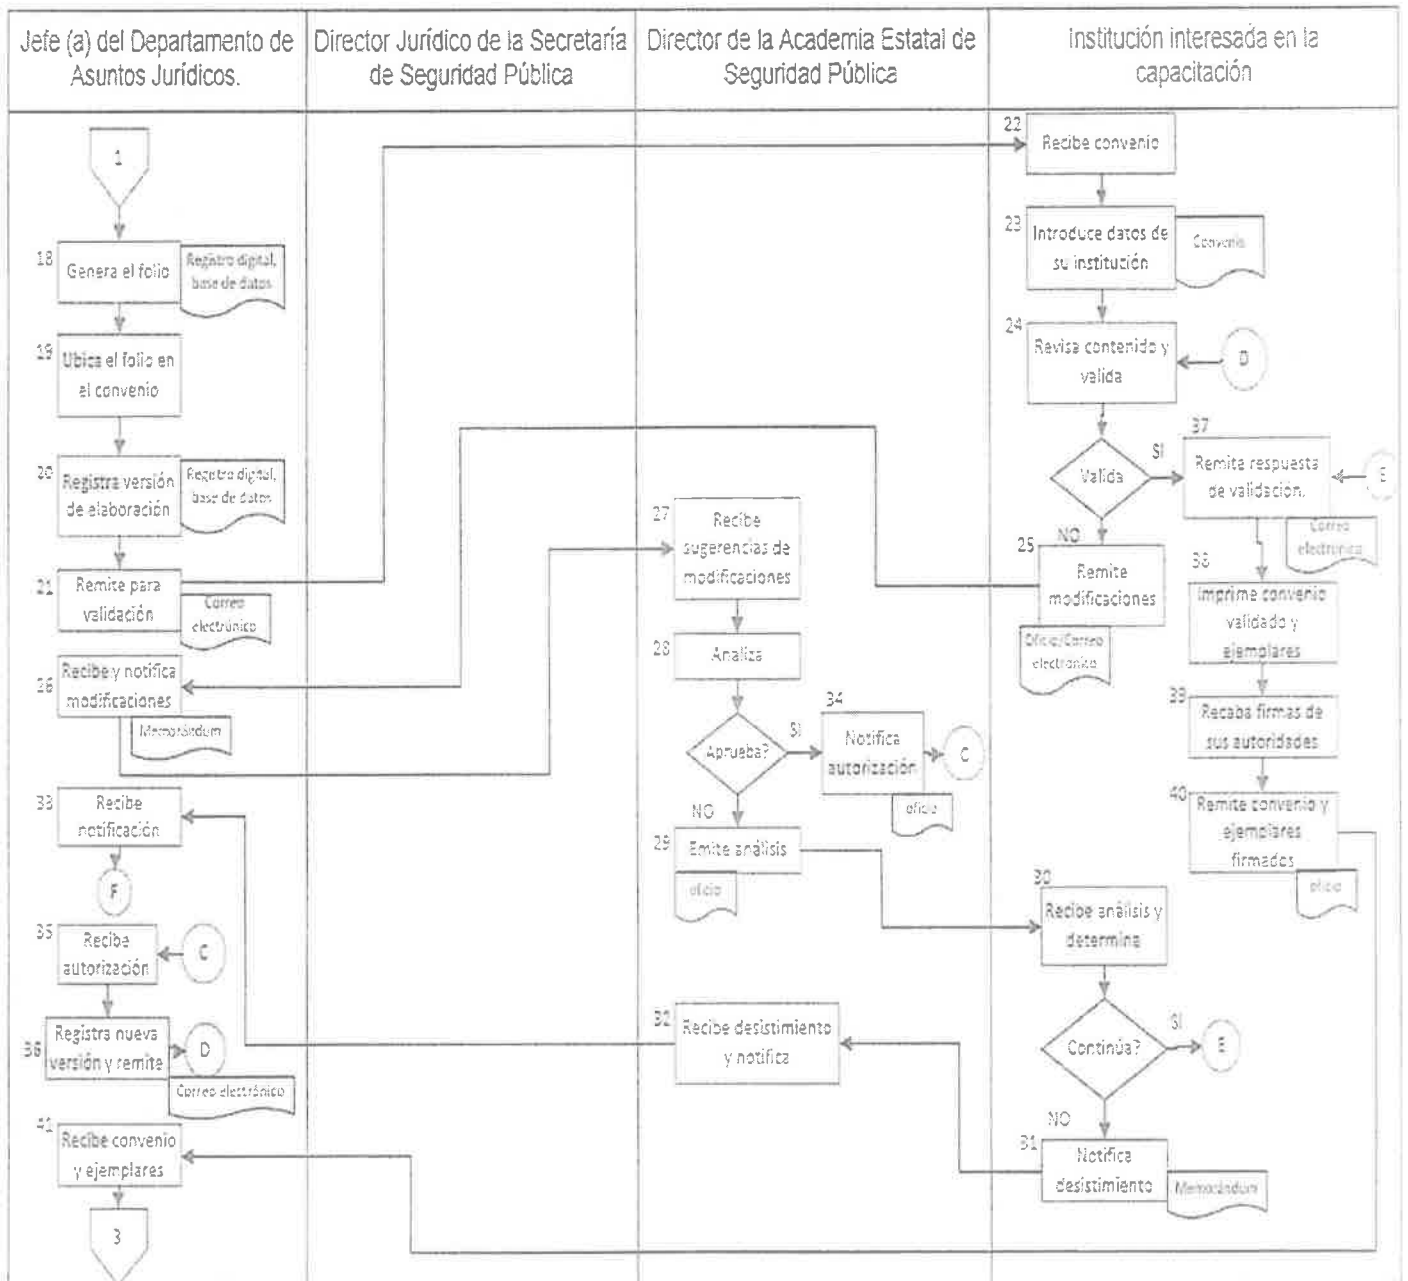 Jefe (a) del Departamento de
Asuntos Jurídicos.
Director Jurídico de la Secretaría
de Seguridad Pública
Director de la Academia Estatal de
Seguridad Pública
Institución interesada en la
capacitación
1
18
Genera el folio
Registro digital,
base de datos
19
Ubica el folio en
el convenio
20
Registra versión
de elaboración
Registro digital,
base de datos
21
Remite para
validación
Correo
electrónico
26
Recibe y notifica
modificaciones
Memorándum
33
Recibe
notificación
F
35
Recibe
autorización
C
36
Registra nueva
versión y remite
D
Correo electrónico
41
Recibe convenio
y ejemplares
3
27
Recibe
sugerencias de
modificaciones
28
Analiza
Aprueba?
SI
34
Notifica
autorización
C
oficio
NO
29
Emite análisis
oficio
32
Recibe desistimiento
y notifica
22
Recibe convenio
23
Introduce datos de
su institución
Convenio
24
Revisa contenido y
valida
D
Valida
SI
37
Remite respuesta
de validación.
E
Correo
electrónico
NO
25
Remite
modificaciones
Oficio/Correo
electrónico
38
Imprime convenio
validado y
ejemplares
39
Recaba firmas de
sus autoridades
40
Remite convenio y
ejemplares
firmados
oficio
30
Recibe análisis y
determina
Continúa?
SI
E
NO
31
Notifica
desistimiento
Memorándum